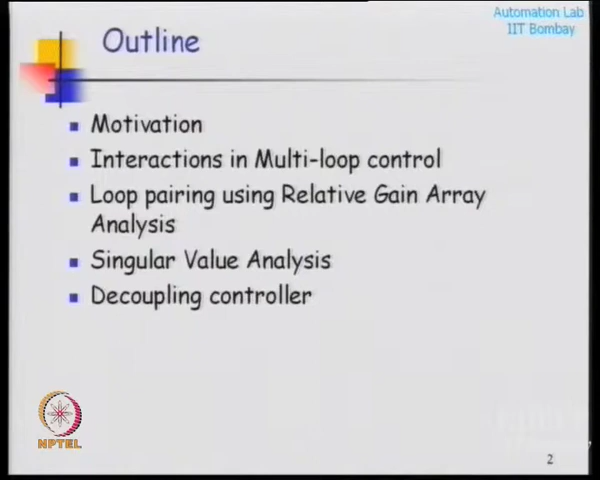 Automation Lab
IIT Bombay
Outline
Motivation
Interactions in Multi-loop control
Loop pairing using Relative Gain Array
Analysis
Singular Value Analysis
Decoupling controller
NPTEL
2